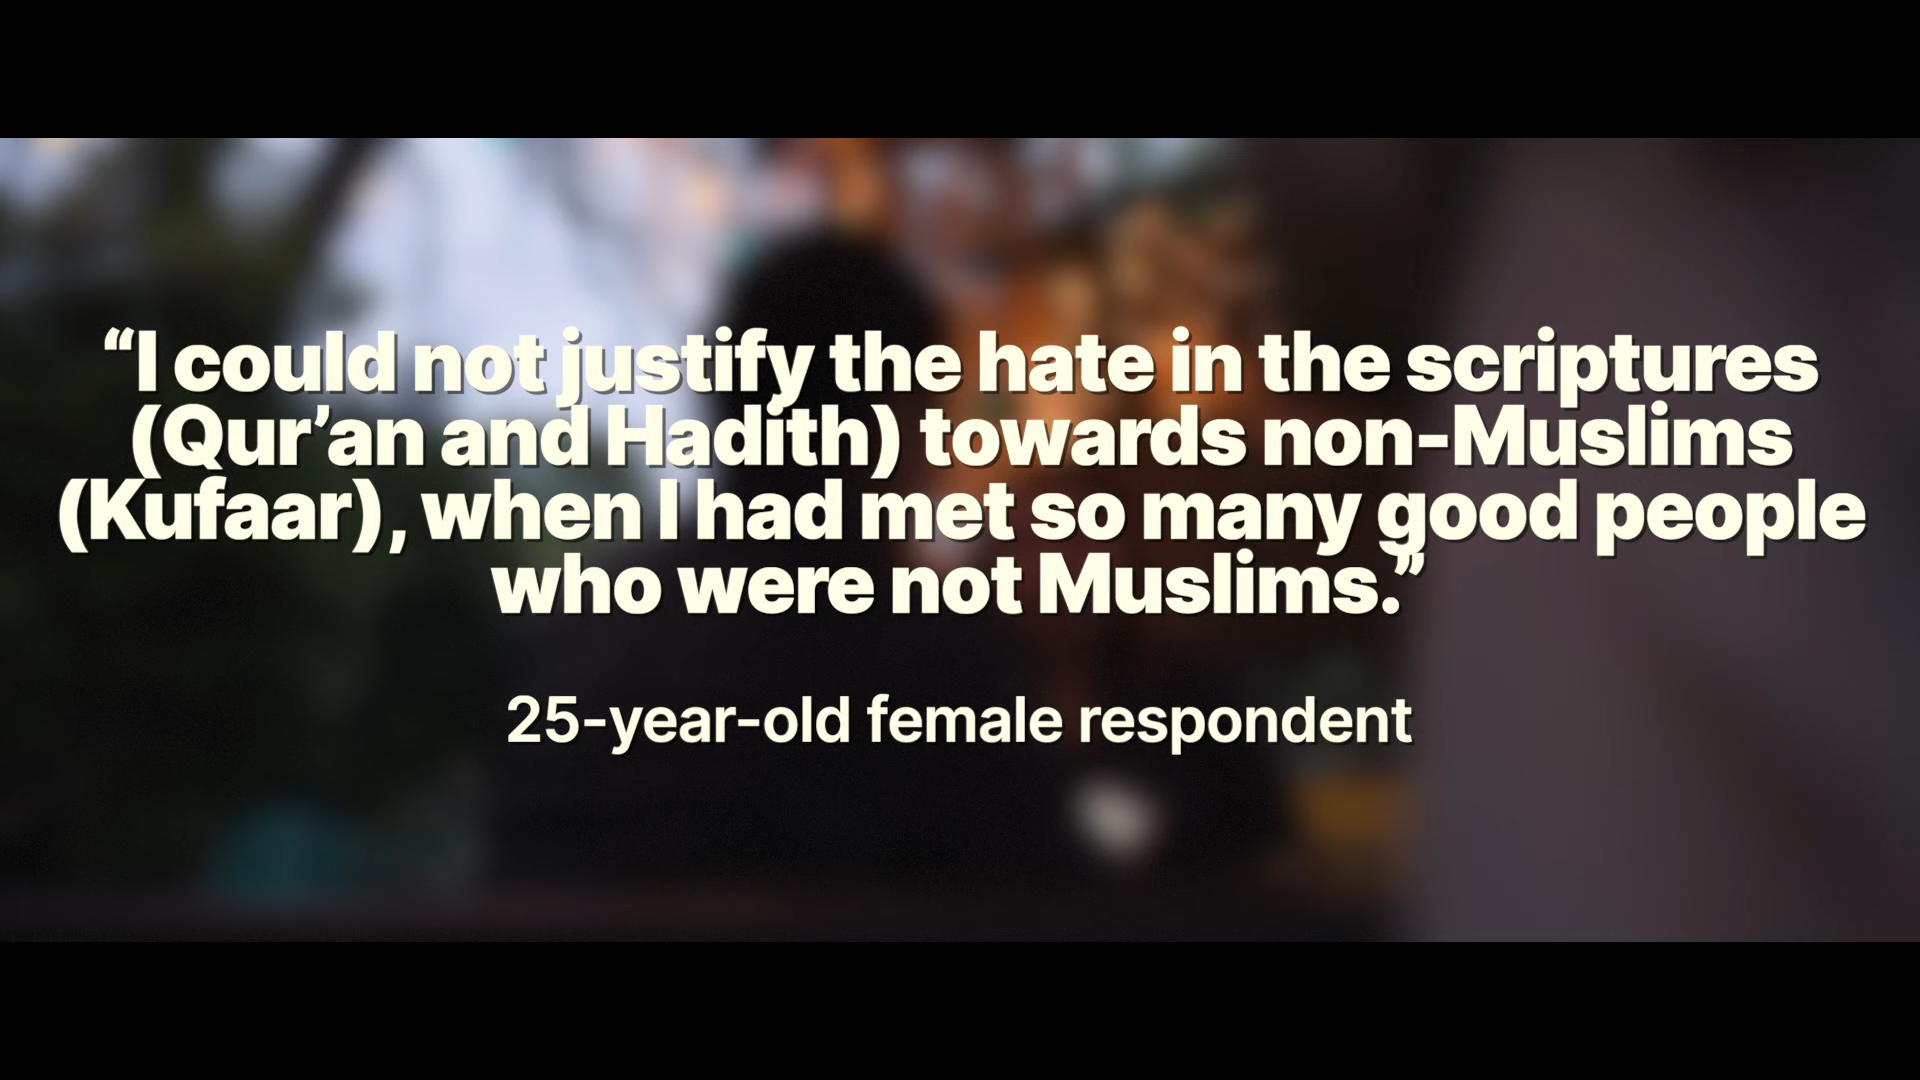 “I could not justify the hate in the scriptures
(Qur’an and Hadith) towards non-Muslims
(Kufaar), when I had met so many good people
who were not Muslims.”
25-year-old female respondent